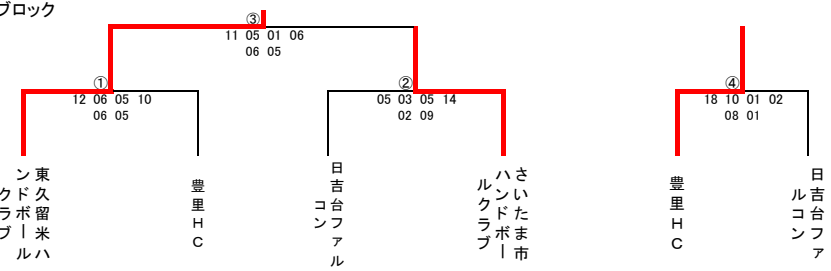 ブロック
③
11 05 01 06
06 05
①
12 06 05 10
06 05
②
05 03 05 14
02 09
④
18 10 01 02
08 01
東久留米ハ
ンドボール
クラブ
豊里HC
日吉台ファル
コン
さいたま市
ハンドボー
ルクラブ
豊里HC
日吉台ファ
ルコン